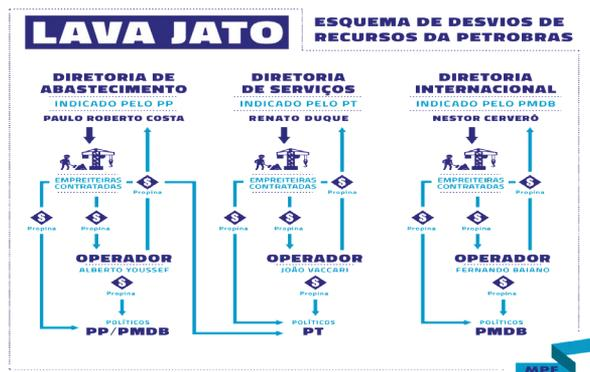 LAVA JATO
ESQUEMA DE DESVIOS DE
RECURSOS DA PETROBRAS
DIRETORIA DE
ABASTECIMENTO
INDICADO PELO PP
PAULO ROBERTO COSTA
EMPREITEIRAS
CONTRATADAS
$
Propina
$
Propina
$
Propina
OPERADOR
ALBERTO YOUSSEF
$
Propina
POLÍTICOS
PP/PMDB
DIRETORIA
DE SERVIÇOS
INDICADO PELO PT
RENATO DUQUE
EMPREITEIRAS
CONTRATADAS
$
Propina
$
Propina
$
Propina
OPERADOR
JOÃO VACCARI
$
Propina
POLÍTICOS
PT
DIRETORIA
INTERNACIONAL
INDICADO PELO PMDB
NESTOR CERVERÓ
EMPREITEIRAS
CONTRATADAS
$
Propina
$
Propina
$
Propina
OPERADOR
FERNANDO BAIANO
$
Propina
POLÍTICOS
PMDB
MPF